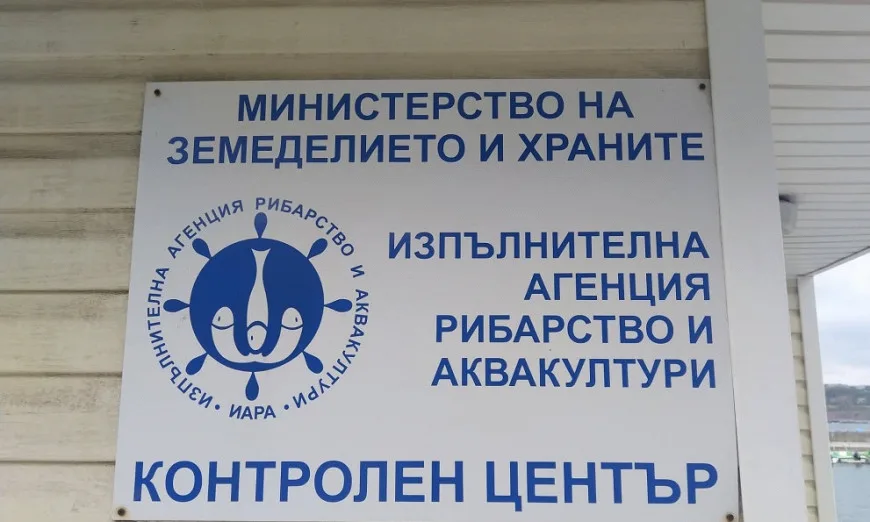 МИНИСТЕРСТВО НА
ЗЕМЕДЕЛИЕТО И ХРАНИТЕ
ИЗПЪЛНИТЕЛНА АГЕНЦИЯ РИБАРСТВО И АКВАКУЛТУРИ
• ИАРА •
ИЗПЪЛНИТЕЛНА
АГЕНЦИЯ
РИБАРСТВО И
АКВАКУЛТУРИ
КОНТРОЛЕН ЦЕНТЪР